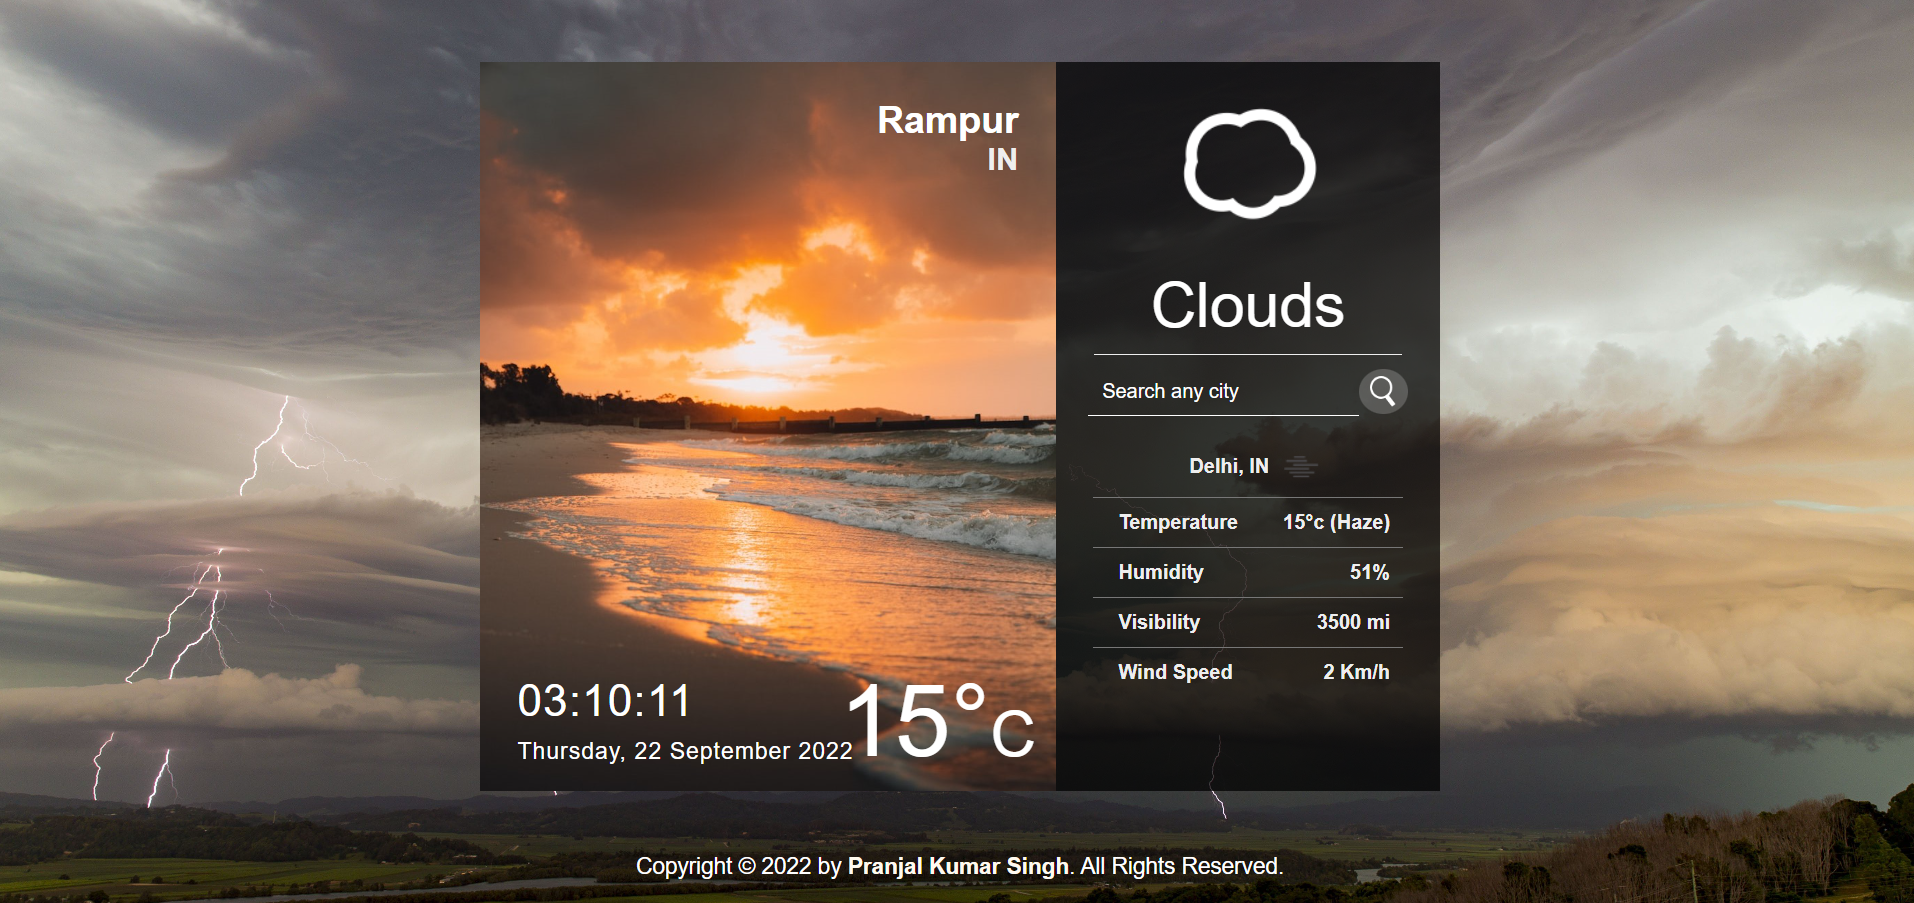 Rampur
IN
03:10:11
Thursday, 22 September 2022
15°C
Clouds
Search any city
Delhi, IN
Temperature 15°c (Haze)
Humidity 51%
Visibility 3500 mi
Wind Speed 2 Km/h
Copyright © 2022 by Pranjal Kumar Singh. All Rights Reserved.